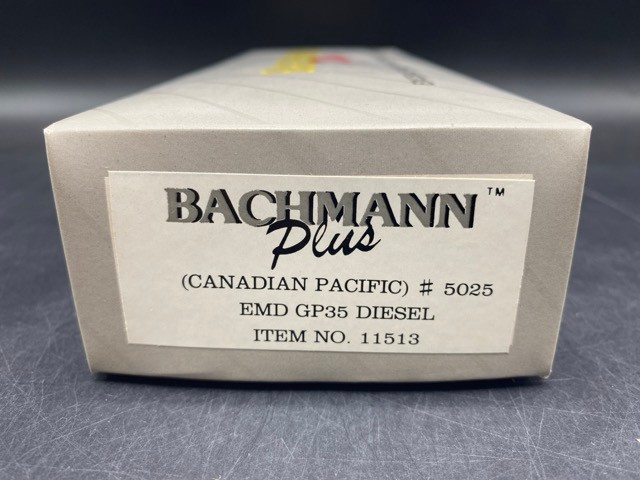 BACHMANN™
Plus
(CANADIAN PACIFIC) # 5025
EMD GP35 DIESEL
ITEM NO. 11513